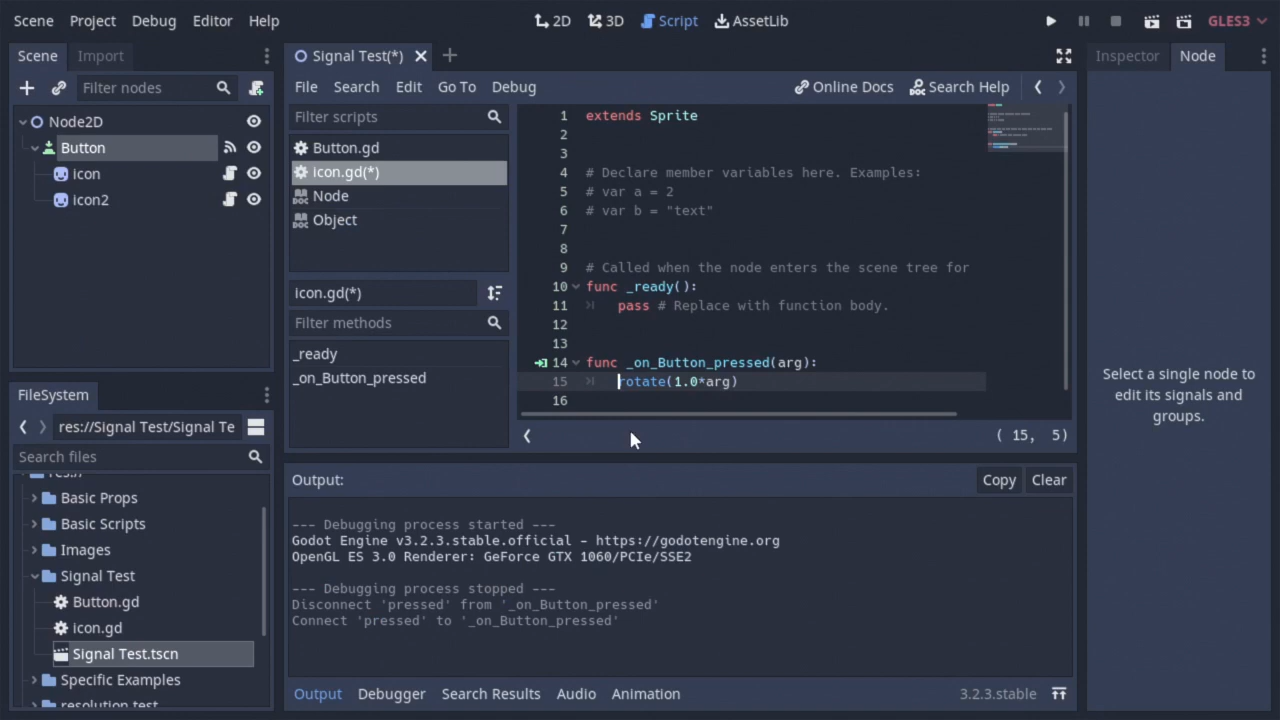 Scene Project Debug Editor Help
2D 3D Script AssetLib
GLES3
Scene Import
Filter nodes
Node2D
Button
icon
icon2
FileSystem
res://Signal Test/Signal Te
Search files
Basic Props
Basic Scripts
Images
Signal Test
Button.gd
icon.gd
Signal Test.tscn
Specific Examples
resolution test
Signal Test(*)
File Search Edit Go To Debug
Online Docs Search Help
Filter scripts
Button.gd
icon.gd(*)
Node
Object
icon.gd(*)
Filter methods
_ready
_on_Button_pressed
1 extends Sprite
2
3
4 # Declare member variables here. Examples:
5 # var a = 2
6 # var b = "text"
7
8
9 # Called when the node enters the scene tree for
10 func _ready():
11 pass # Replace with function body.
12
13
14 func _on_Button_pressed(arg):
15 rotate(1.0*arg)
16
( 15, 5)
Output:
Copy Clear
--- Debugging process started ---
Godot Engine v3.2.3.stable.official - https://godotengine.org
OpenGL ES 3.0 Renderer: GeForce GTX 1060/PCIe/SSE2
--- Debugging process stopped ---
Disconnect 'pressed' from '_on_Button_pressed'
Connect 'pressed' to '_on_Button_pressed'
Output Debugger Search Results Audio Animation
3.2.3.stable
Inspector Node
Select a single node to
edit its signals and
groups.